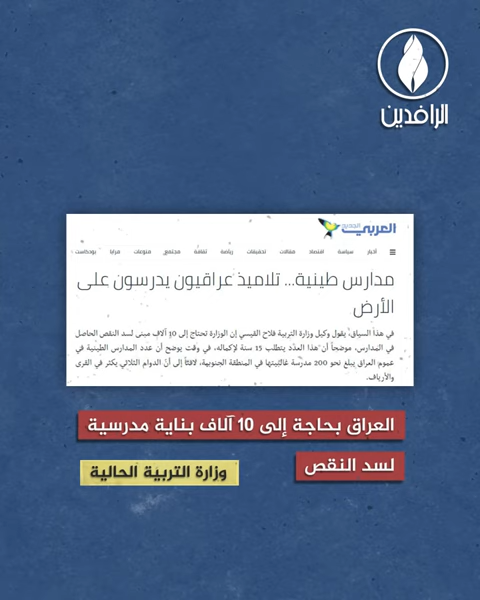 الرافدين
العربي الجديد
أخبار سياسة اقتصاد مقالات تحقيقات رياضة ثقافة مجتمع منوعات مرايا بودكاست
مدارس طينية... تلاميذ عراقيون يدرسون على
الأرض
في هذا السياق، يقول وكيل وزارة التربية فلاح القيسي إن الوزارة تحتاج إلى 10 آلاف مبنى لسد النقص الحاصل
في المدارس، موضحاً أن هذا العدد يتطلب 15 سنة لإكماله، في وقت يوضح أن عدد المدارس الطينية في
عموم العراق يبلغ نحو 200 مدرسة غالبيتها في المنطقة الجنوبية، لافتاً إلى أن الدوام الثلاثي يكثر في القرى
والأرياف.
العراق بحاجة إلى 10 آلاف بناية مدرسية
لسد النقص
وزارة التربية الحالية